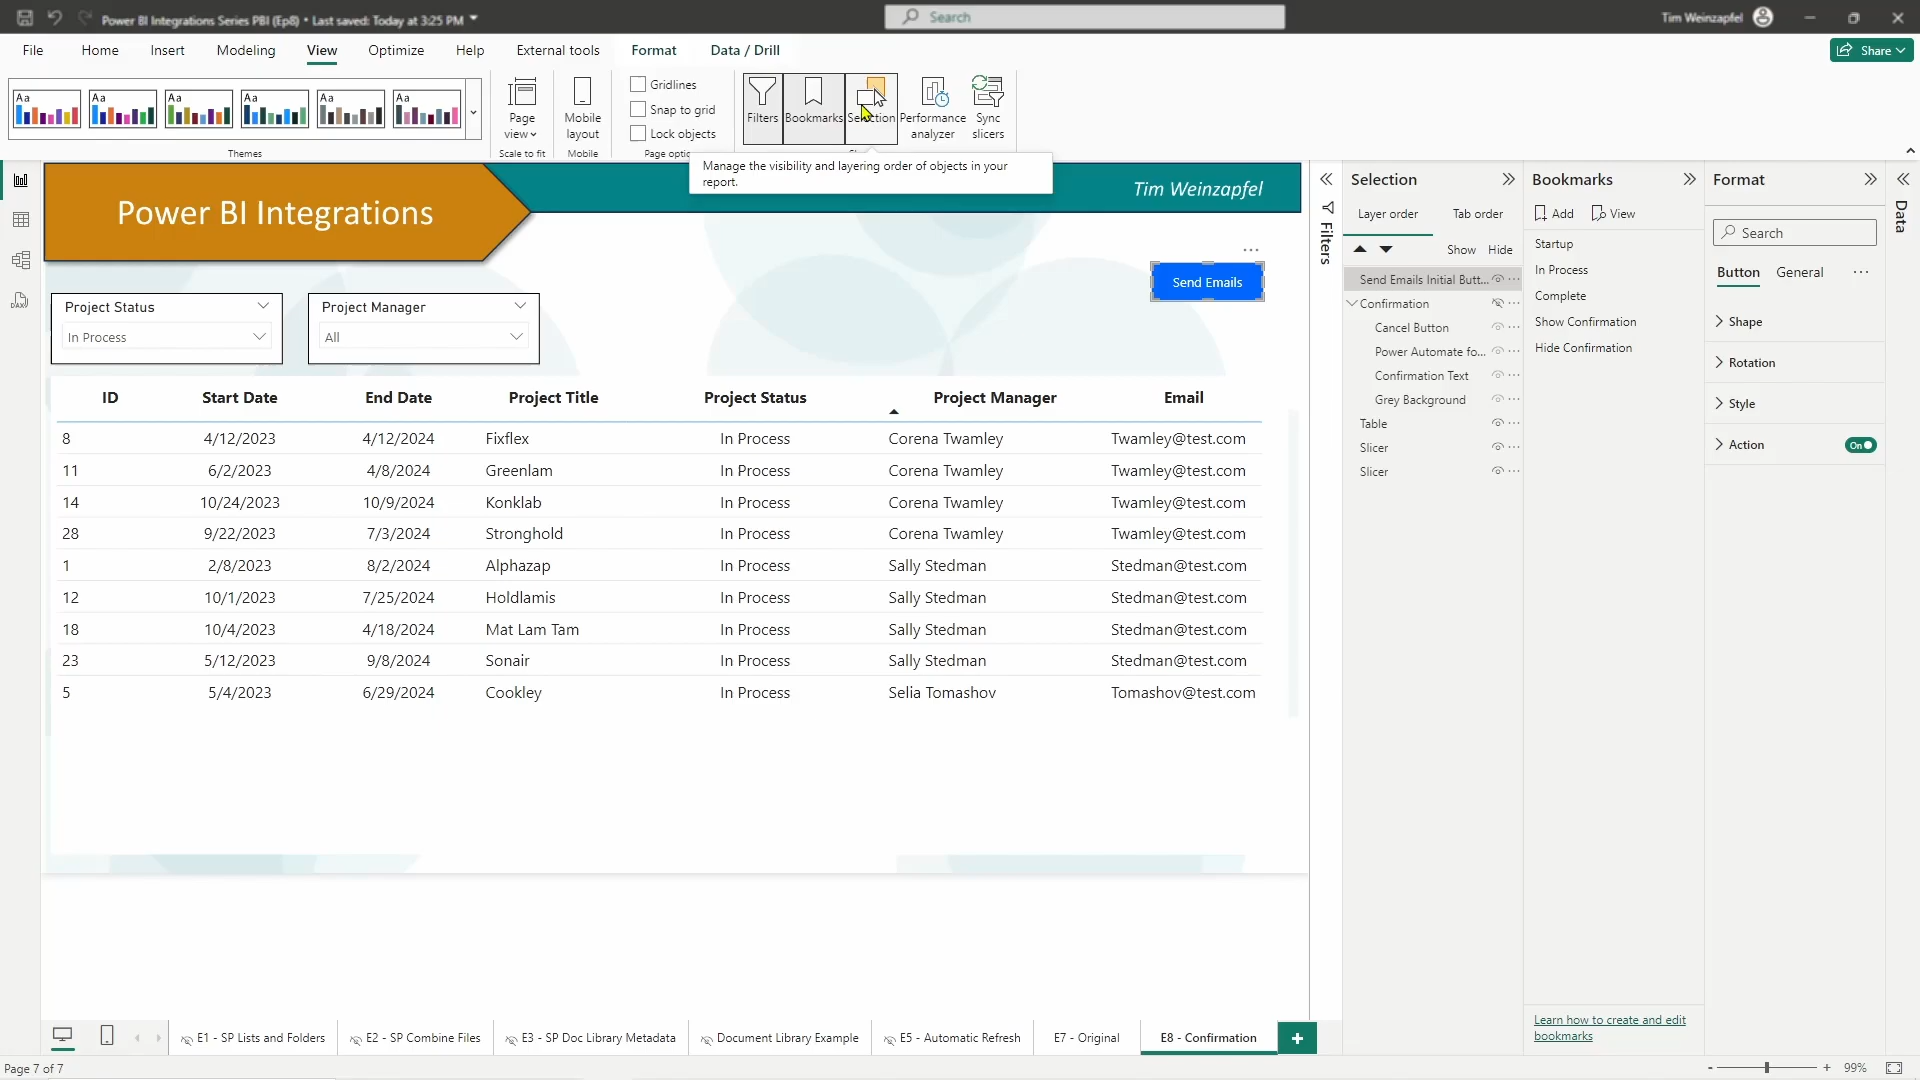 Power BI Integrations Series PBI (Ep8) • Last saved: Today at 3:25 PM
Search
Tim Weinzapfel
File
Home
Insert
Modeling
View
Optimize
Help
External tools
Format
Data / Drill
Share
Aa
Aa
Aa
Aa
Aa
Aa
Page
view
Mobile
layout
Gridlines
Snap to grid
Lock objects
Filters
Bookmarks
Selection
Performance
analyzer
Sync
slicers
Themes
Scale to fit
Mobile
Page optio
Manage the visibility and layering order of objects in your
report.
Power BI Integrations
Tim Weinzapfel
Send Emails
Project Status
In Process
Project Manager
All
ID Start Date End Date Project Title Project Status Project Manager Email
8 4/12/2023 4/12/2024 Fixflex In Process Corena Twamley Twamley@test.com
11 6/2/2023 4/8/2024 Greenlam In Process Corena Twamley Twamley@test.com
14 10/24/2023 10/9/2024 Konklab In Process Corena Twamley Twamley@test.com
28 9/22/2023 7/3/2024 Stronghold In Process Corena Twamley Twamley@test.com
1 2/8/2023 8/2/2024 Alphazap In Process Sally Stedman Stedman@test.com
12 10/1/2023 7/25/2024 Holdlamis In Process Sally Stedman Stedman@test.com
18 10/4/2023 4/18/2024 Mat Lam Tam In Process Sally Stedman Stedman@test.com
23 5/12/2023 9/8/2024 Sonair In Process Sally Stedman Stedman@test.com
5 5/4/2023 6/29/2024 Cookley In Process Selia Tomashov Tomashov@test.com
Filters
Selection
Layer order
Tab order
Show
Hide
Send Emails Initial Butt...
Confirmation
Cancel Button
Power Automate fo...
Confirmation Text
Grey Background
Table
Slicer
Slicer
Bookmarks
Add
View
Startup
In Process
Complete
Show Confirmation
Hide Confirmation
Learn how to create and edit
bookmarks
Format
Search
Button
General
Shape
Rotation
Style
Action
On
Data
DAX
E1 - SP Lists and Folders
E2 - SP Combine Files
E3 - SP Doc Library Metadata
Document Library Example
E5 - Automatic Refresh
E7 - Original
E8 - Confirmation
Page 7 of 7
- + 99%